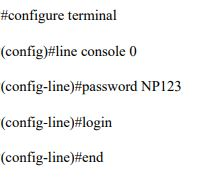 #configure terminal
(config)#line console 0
(config-line)#password NP123
(config-line)#login
(config-line)#end